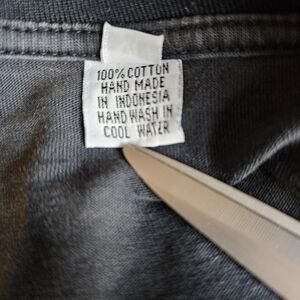 100% COTTON
HAND MADE
IN INDONESIA
HAND WASH IN
COOL WATER